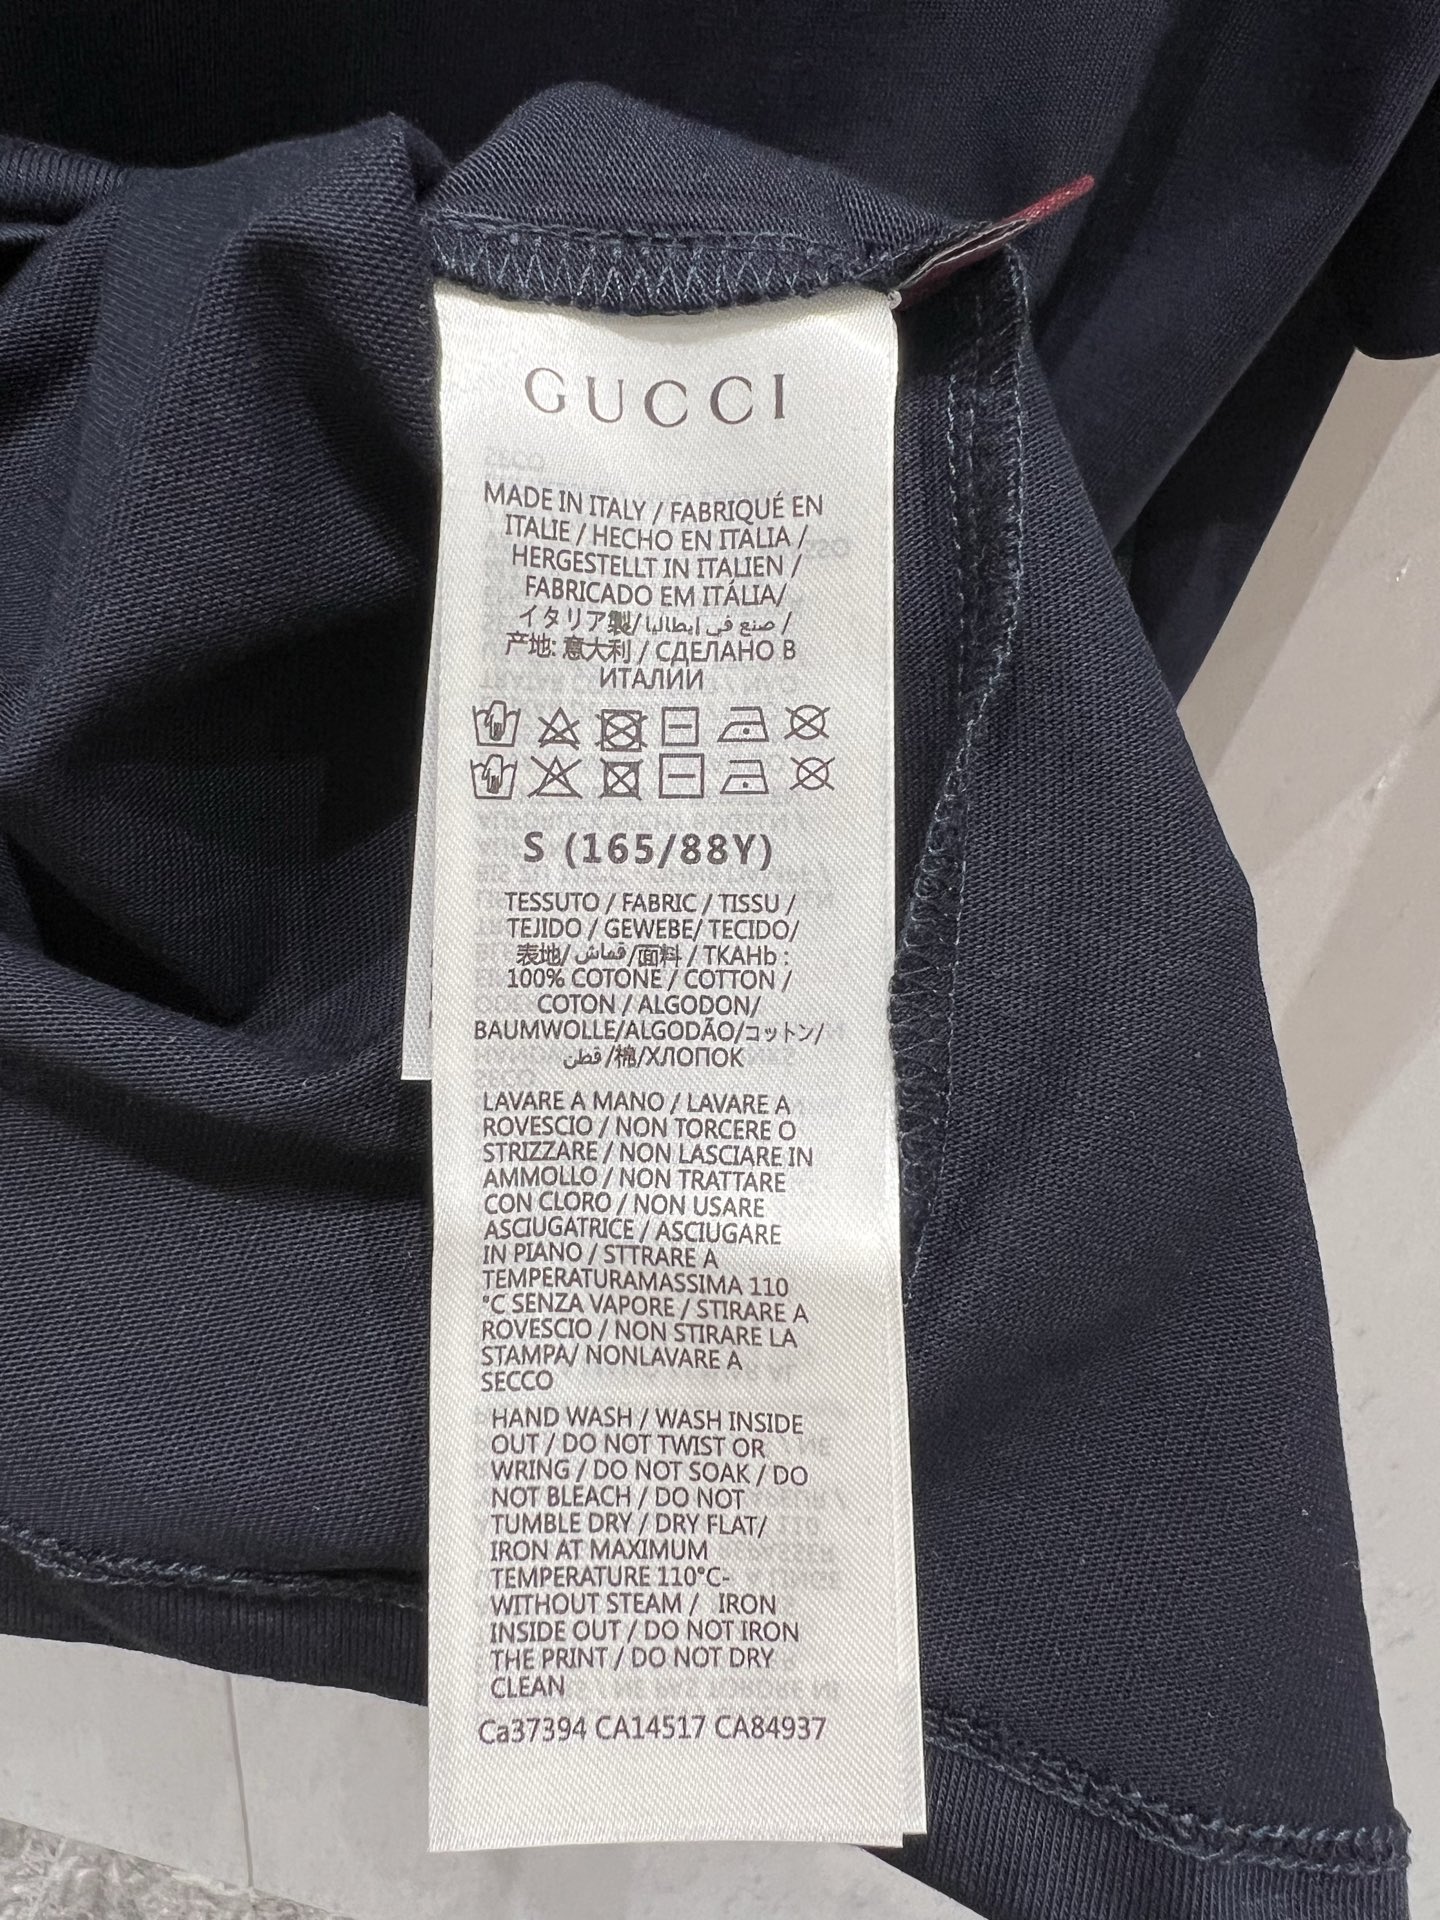 GUCCI
MADE IN ITALY / FABRIQUÉ EN
ITALIE / HECHO EN ITALIA /
HERGESTELLT IN ITALIEN /
FABRICADO EM ITÁLIA/
イタリア製/صنع في إيطاليا /
产地: 意大利 / СДЕЛАНО В
ИТАЛИИ
S (165/88Y)
TESSUTO / FABRIC / TISSU /
TEJIDO / GEWEBE/ TECIDO/
表地/قماش/面料 / TKAHb :
100% COTONE / COTTON /
COTON / ALGODON/
BAUMWOLLE/ALGODÃO/コットン/
قطن/棉/ХЛОПОК
LAVARE A MANO / LAVARE A
ROVESCIO / NON TORCERE O
STRIZZARE / NON LASCIARE IN
AMMOLLO / NON TRATTARE
CON CLORO / NON USARE
ASCIUGATRICE / ASCIUGARE
IN PIANO / STTRARE A
TEMPERATURAMASSIMA 110
°C SENZA VAPORE / STIRARE A
ROVESCIO / NON STIRARE LA
STAMPA/ NONLAVARE A
SECCO
HAND WASH / WASH INSIDE
OUT / DO NOT TWIST OR
WRING / DO NOT SOAK / DO
NOT BLEACH / DO NOT
TUMBLE DRY / DRY FLAT/
IRON AT MAXIMUM
TEMPERATURE 110°C-
WITHOUT STEAM / IRON
INSIDE OUT / DO NOT IRON
THE PRINT / DO NOT DRY
CLEAN
Ca37394 CA14517 CA84937